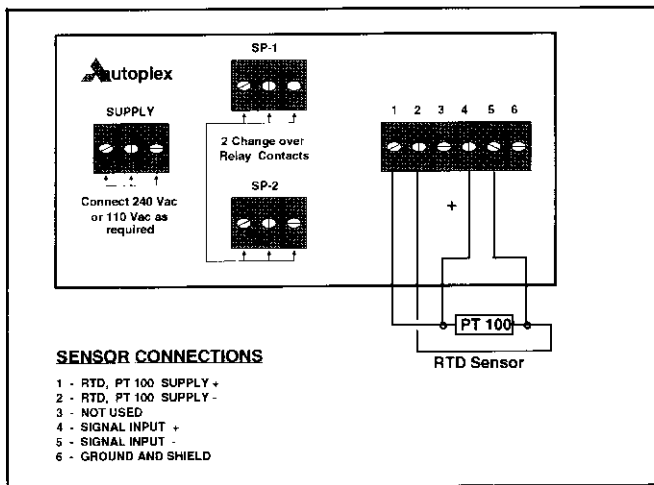 Autoplex
SUPPLY
Connect 240 Vac
or 110 Vac as
required
SP-1
2 Change over
Relay Contacts
SP-2
1 2 3 4 5 6
+
PT 100
RTD Sensor
SENSOR CONNECTIONS
1 - RTD, PT 100 SUPPLY +
2 - RTD, PT 100 SUPPLY -
3 - NOT USED
4 - SIGNAL INPUT +
5 - SIGNAL INPUT -
6 - GROUND AND SHIELD